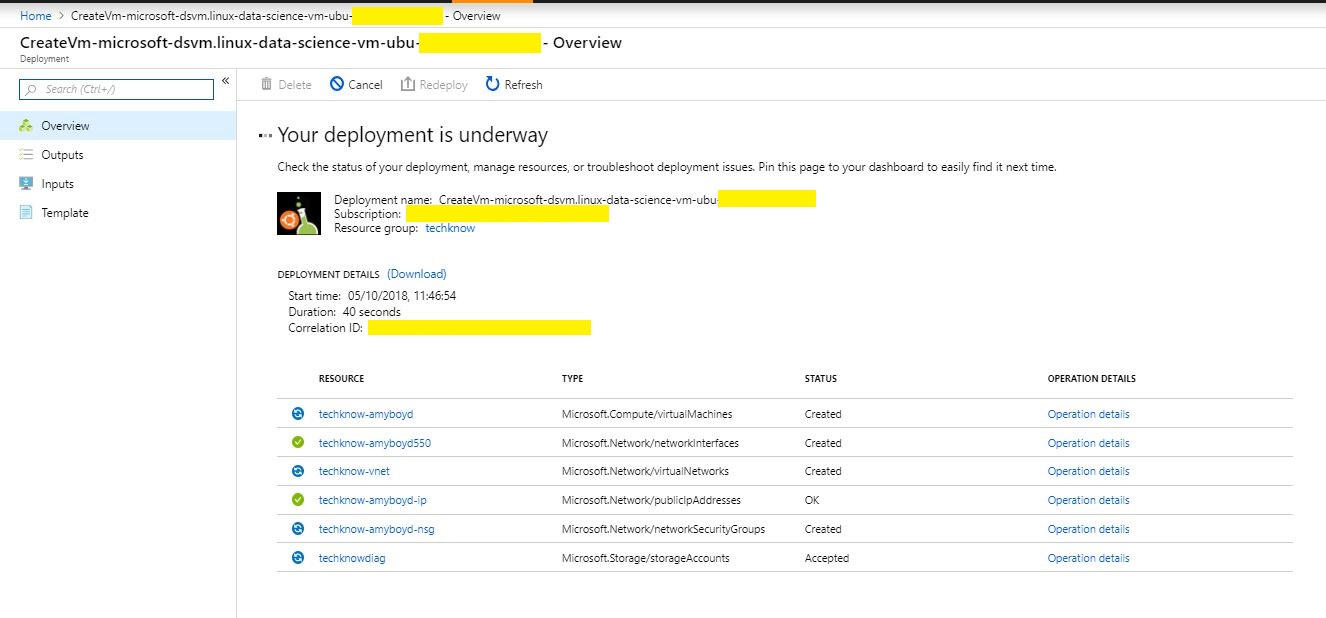 Home > CreateVm-microsoft-dsvm.linux-data-science-vm-ubu- - Overview
CreateVm-microsoft-dsvm.linux-data-science-vm-ubu- - Overview
Deployment
Search (Ctrl+/)
«
Delete Cancel Redeploy Refresh
Overview
Outputs
Inputs
Template
Your deployment is underway
Check the status of your deployment, manage resources, or troubleshoot deployment issues. Pin this page to your dashboard to easily find it next time.
Deployment name: CreateVm-microsoft-dsvm.linux-data-science-vm-ubu-
Subscription:
Resource group: techknow
DEPLOYMENT DETAILS (Download)
Start time: 05/10/2018, 11:46:54
Duration: 40 seconds
Correlation ID:
RESOURCE TYPE STATUS OPERATION DETAILS
techknow-amyboyd Microsoft.Compute/virtualMachines Created Operation details
techknow-amyboyd550 Microsoft.Network/networkInterfaces Created Operation details
techknow-vnet Microsoft.Network/virtualNetworks Created Operation details
techknow-amyboyd-ip Microsoft.Network/publicIpAddresses OK Operation details
techknow-amyboyd-nsg Microsoft.Network/networkSecurityGroups Created Operation details
techknowdiag Microsoft.Storage/storageAccounts Accepted Operation details